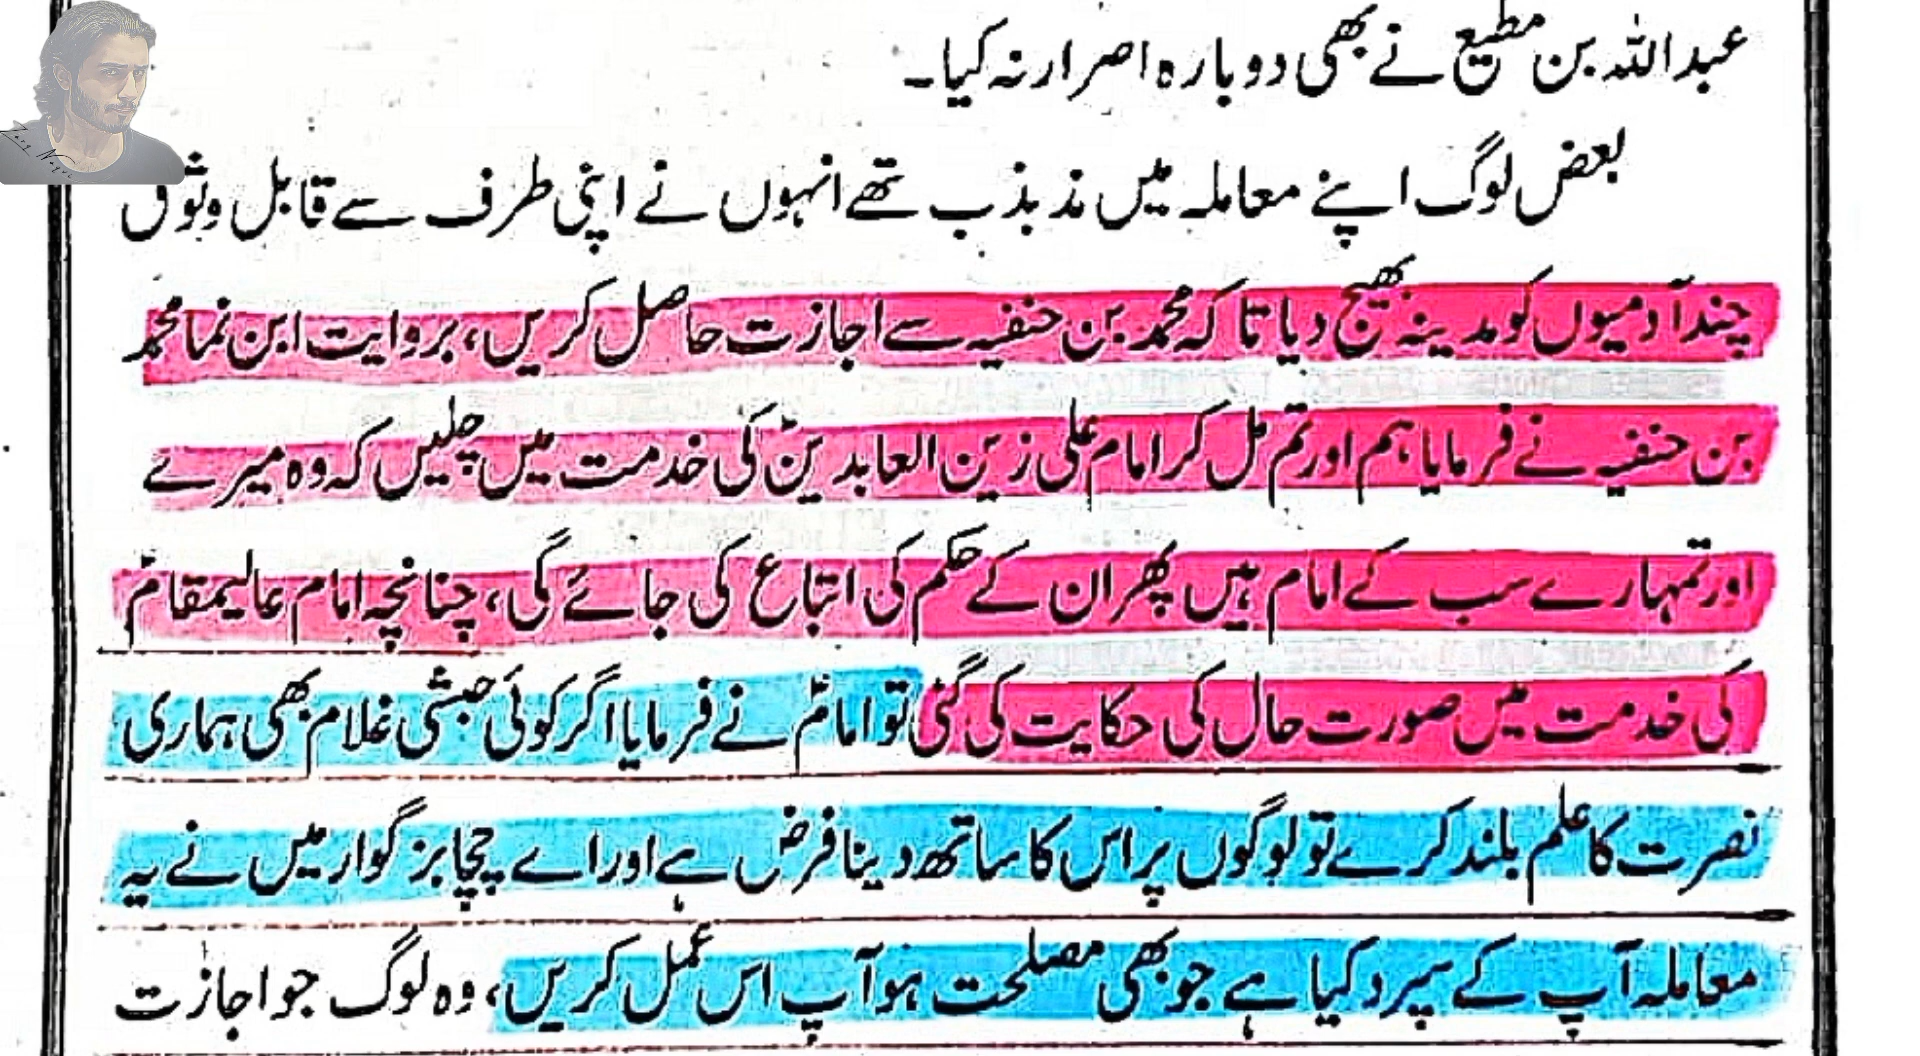 عبداللہ بن مطیع نے بھی دوبارہ اصرار نہ کیا۔
بعض لوگ اپنے معاملہ میں مذبذب تھے انہوں نے اپنی طرف سے قابل وثوق
چند آدمیوں کو مدینہ بھیج دیا تا کہ محمد بن حنفیہ سے اجازت حاصل کریں، بروایت ابن نما محمد
بن حنفیہ نے فرمایا ہم اور تم مل کر امام علی زین العابدینؑ کی خدمت میں چلیں کہ وہ میرے
اور تمہارے سب کے امام ہیں پھر ان کے حکم کی اتباع کی جائے گی، چنانچہ امام عالیمقامؑ
کی خدمت میں صورت حال کی حکایت کی گئی تو امامؑ نے فرمایا اگر کوئی حبشی غلام بھی ہماری
نصرت کا علم بلند کرے تو لوگوں پر اس کا ساتھ دینا فرض ہے اور اے چچا بزرگوار میں نے یہ
معاملہ آپ کے سپرد کیا ہے جو بھی مصلحت ہو آپ اس عمل کریں، وہ لوگ جو اجازت